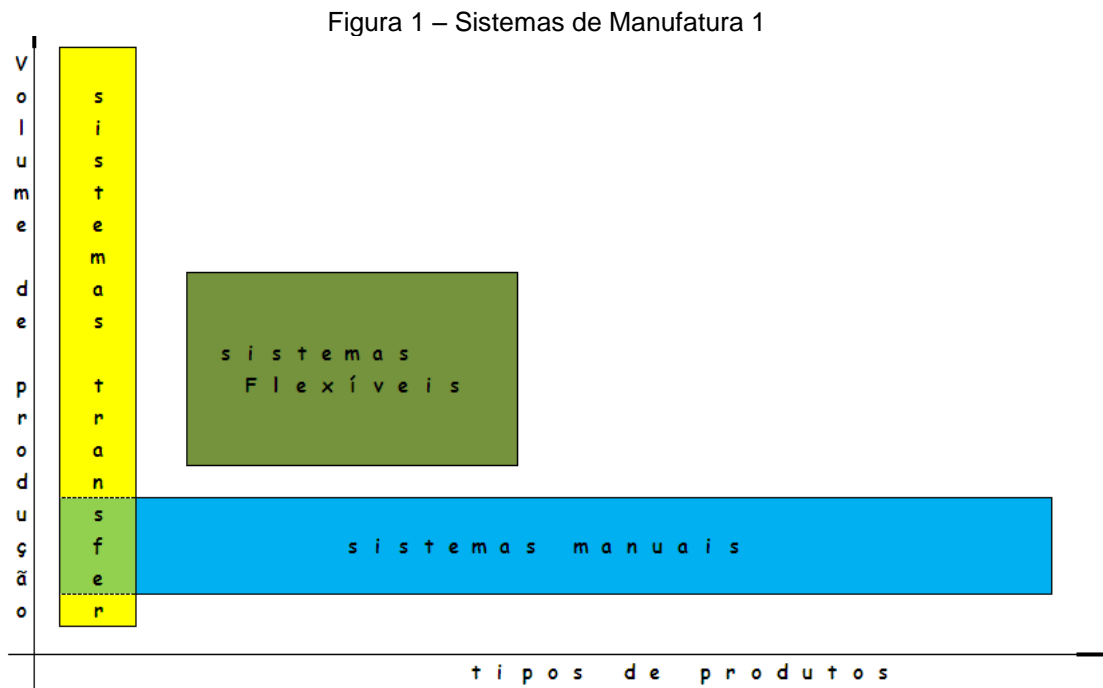 Figura 1 – Sistemas de Manufatura 1
Volume de produção
sistemas transfer
sistemas
Flexíveis
sistemas manuais
tipos de produtos